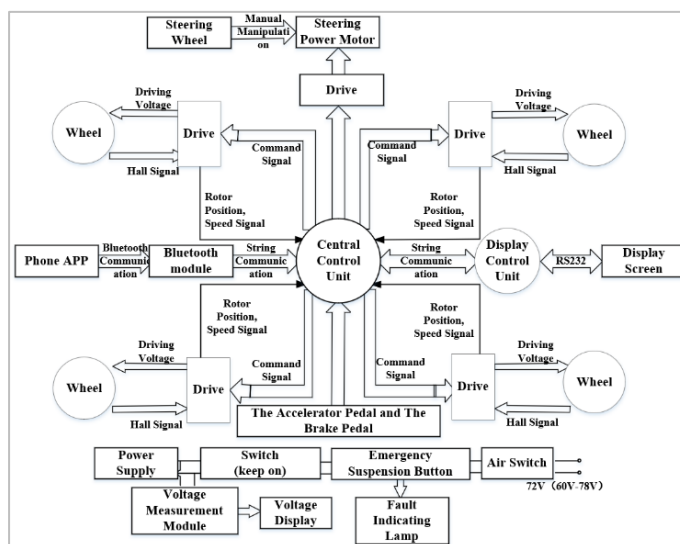 Steering
Wheel
Manual
Manipulati
on
Steering
Power Motor
Drive
Driving
Voltage
Wheel
Hall Signal
Drive
Command
Signal
Rotor
Position,
Speed Signal
Command
Signal
Drive
Driving
Voltage
Wheel
Hall Signal
Rotor
Position,
Speed Signal
Phone APP
Bluetooth
Communic
ation
Bluetooth
module
String
Communic
ation
Central
Control
Unit
String
Communic
ation
Display
Control
Unit
RS232
Display
Screen
Rotor
Position,
Speed Signal
Driving
Voltage
Wheel
Hall Signal
Drive
Command
Signal
Rotor
Position,
Speed Signal
Command
Signal
Drive
Driving
Voltage
Wheel
Hall Signal
The Accelerator Pedal and The
Brake Pedal
Power
Supply
Switch
(keep on)
Emergency
Suspension Button
Air Switch
72V（60V-78V）
Voltage
Measurement
Module
Voltage
Display
Fault
Indicating
Lamp